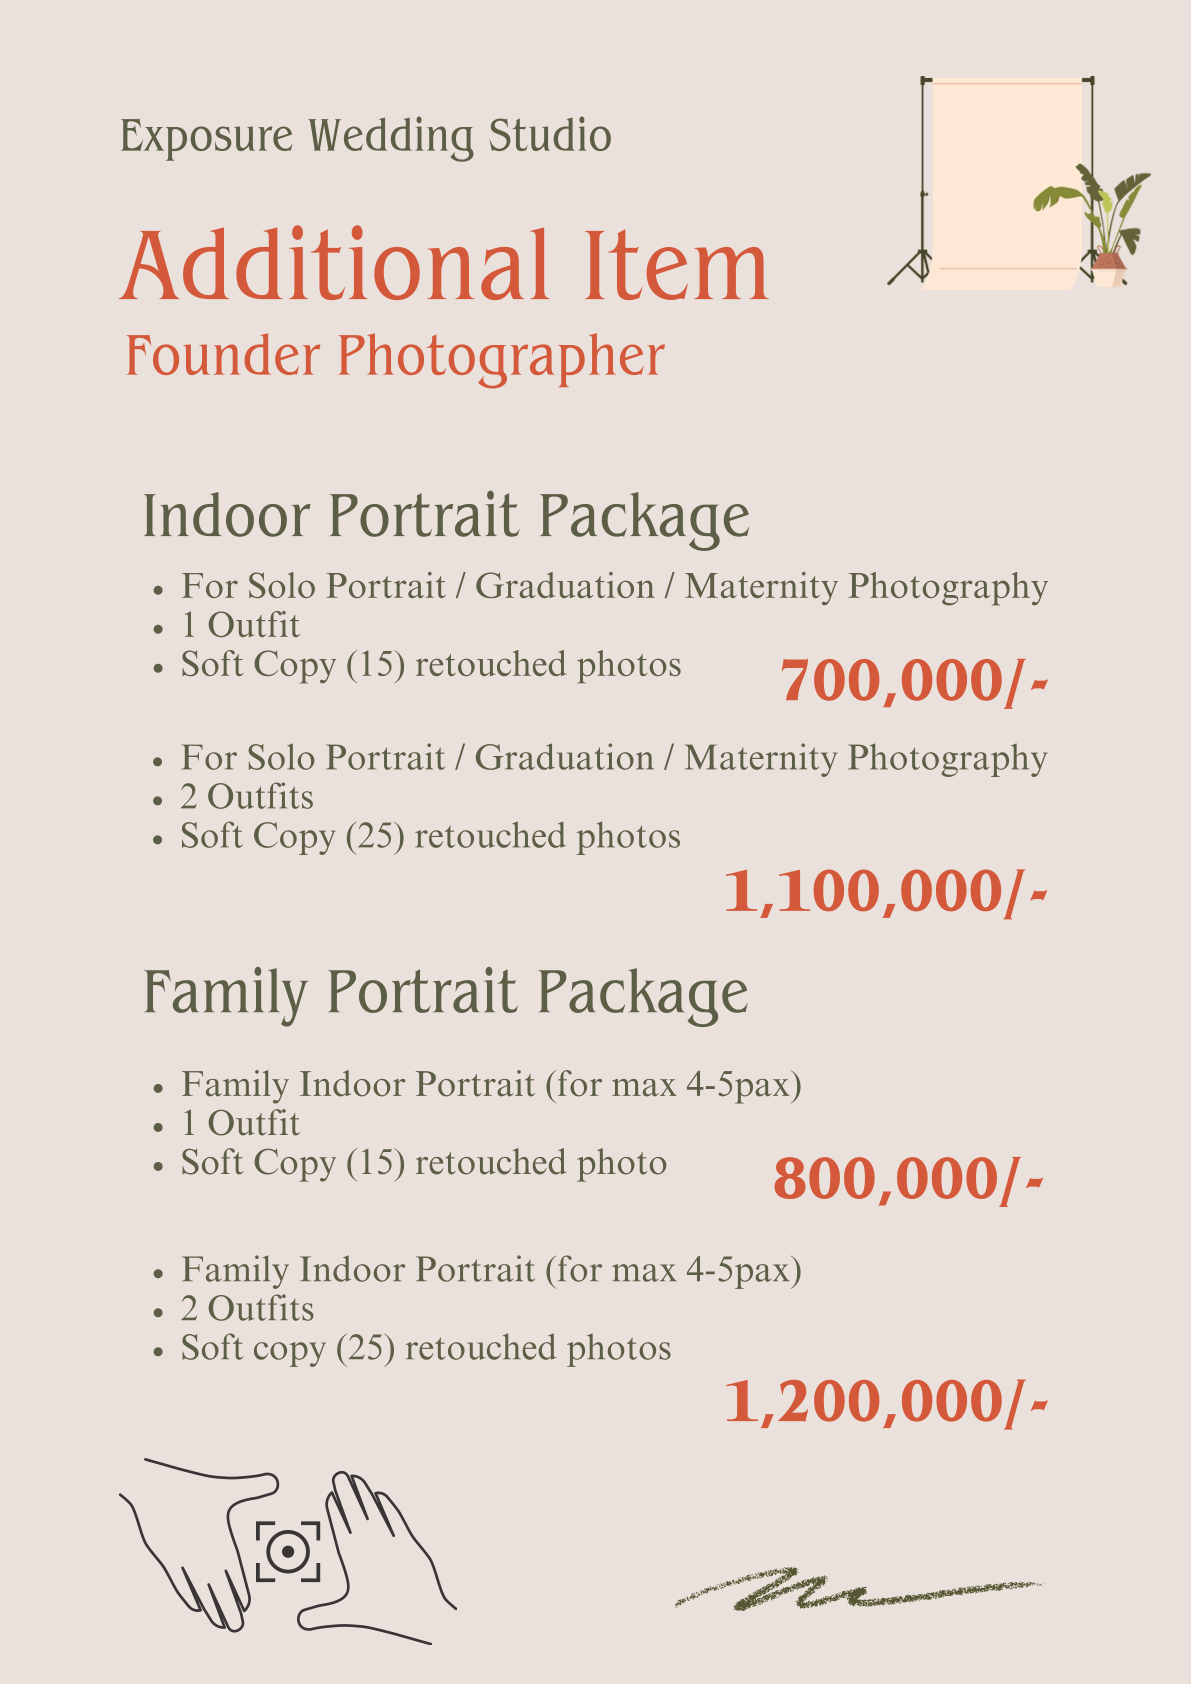 Exposure Wedding Studio
Additional Item
Founder Photographer
Indoor Portrait Package
• For Solo Portrait / Graduation / Maternity Photography
• 1 Outfit
• Soft Copy (15) retouched photos
700,000/-
• For Solo Portrait / Graduation / Maternity Photography
• 2 Outfits
• Soft Copy (25) retouched photos
1,100,000/-
Family Portrait Package
• Family Indoor Portrait (for max 4-5pax)
• 1 Outfit
• Soft Copy (15) retouched photo
800,000/-
• Family Indoor Portrait (for max 4-5pax)
• 2 Outfits
• Soft copy (25) retouched photos
1,200,000/-